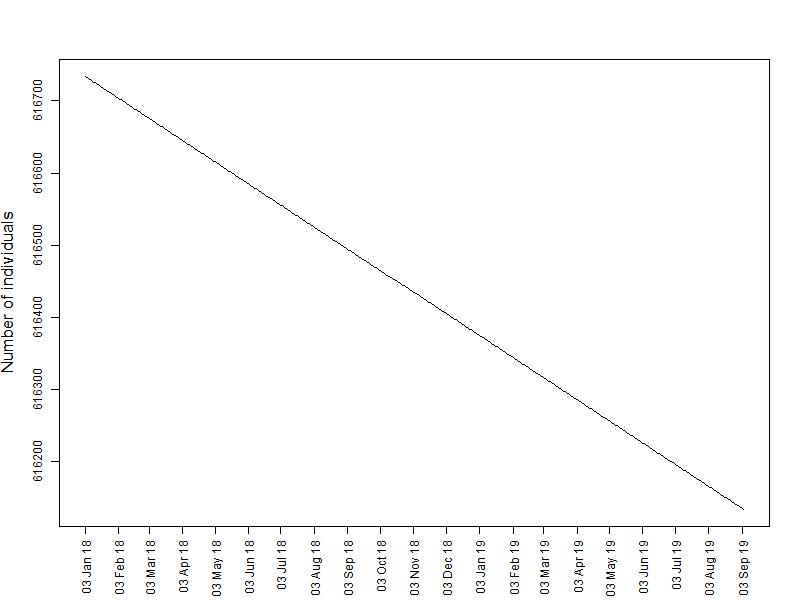 Number of individuals
616700
616600
616500
616400
616300
616200
03 Jan 18
03 Feb 18
03 Mar 18
03 Apr 18
03 May 18
03 Jun 18
03 Jul 18
03 Aug 18
03 Sep 18
03 Oct 18
03 Nov 18
03 Dec 18
03 Jan 19
03 Feb 19
03 Mar 19
03 Apr 19
03 May 19
03 Jun 19
03 Jul 19
03 Aug 19
03 Sep 19